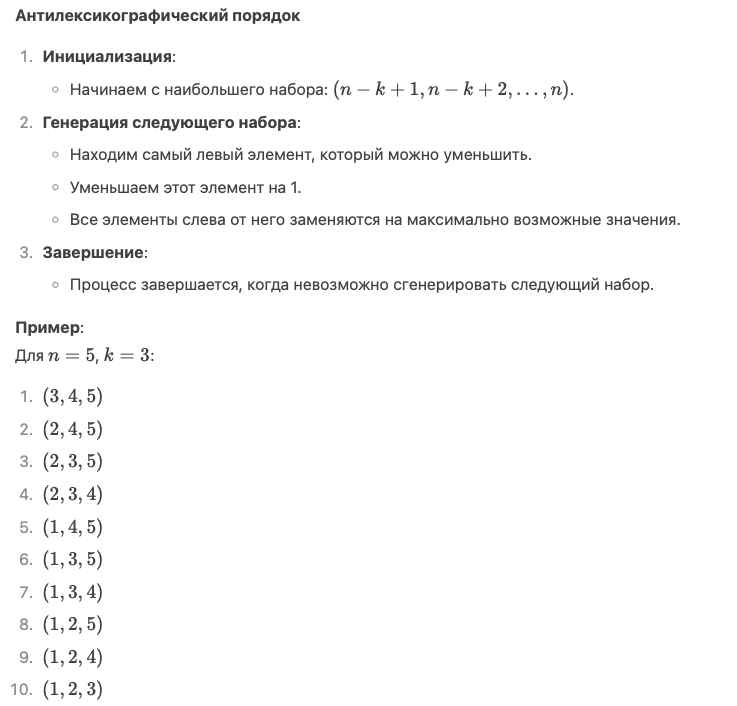 Антилексикографический порядок
1. Инициализация:
◦ Начинаем с наибольшего набора: (n − k + 1, n − k + 2, . . . , n).
2. Генерация следующего набора:
◦ Находим самый левый элемент, который можно уменьшить.
◦ Уменьшаем этот элемент на 1.
◦ Все элементы слева от него заменяются на максимально возможные значения.
3. Завершение:
◦ Процесс завершается, когда невозможно сгенерировать следующий набор.
Пример:
Для n = 5, k = 3:
1. (3, 4, 5)
2. (2, 4, 5)
3. (2, 3, 5)
4. (2, 3, 4)
5. (1, 4, 5)
6. (1, 3, 5)
7. (1, 3, 4)
8. (1, 2, 5)
9. (1, 2, 4)
10. (1, 2, 3)